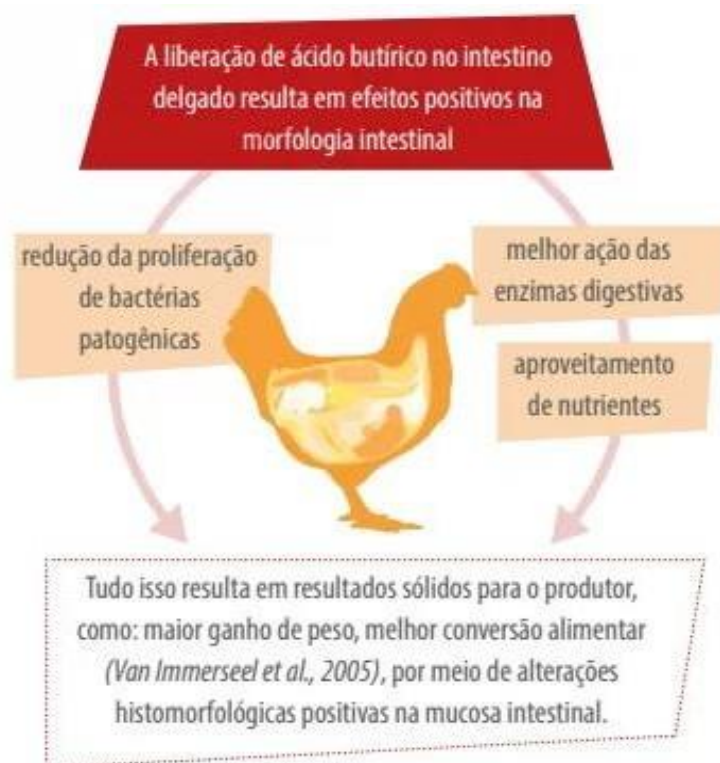 A liberação de ácido butírico no intestino
delgado resulta em efeitos positivos na
morfologia intestinal
redução da proliferação
de bactérias
patogênicas
melhor ação das
enzimas digestivas
aproveitamento
de nutrientes
Tudo isso resulta em resultados sólidos para o produtor,
como: maior ganho de peso, melhor conversão alimentar
(Van Immerseel et al., 2005), por meio de alterações
histomorfológicas positivas na mucosa intestinal.